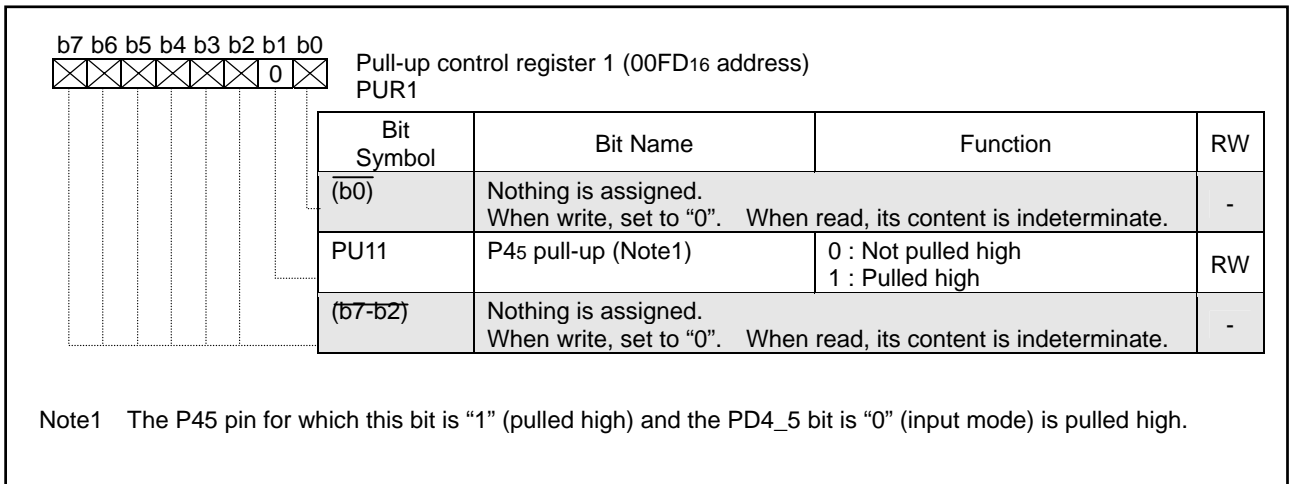 b7 b6 b5 b4 b3 b2 b1 b0
0
Pull-up control register 1 (00FD16 address)
PUR1
Bit Symbol Bit Name Function RW
(b0) Nothing is assigned.
When write, set to “0”. When read, its content is indeterminate. -
PU11 P45 pull-up (Note1) 0 : Not pulled high
1 : Pulled high RW
(b7-b2) Nothing is assigned.
When write, set to “0”. When read, its content is indeterminate. -
Note1 The P45 pin for which this bit is “1” (pulled high) and the PD4_5 bit is “0” (input mode) is pulled high.